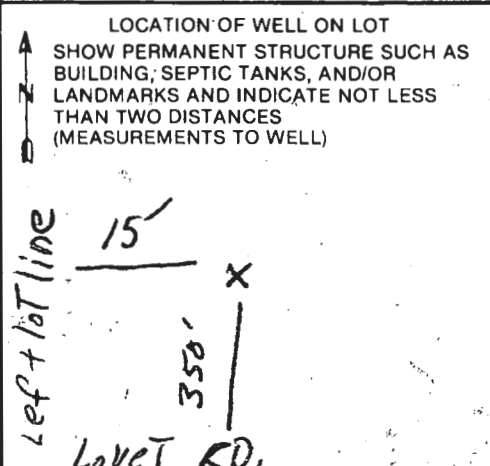 LOCATION OF WELL ON LOT
SHOW PERMANENT STRUCTURE SUCH AS
BUILDING, SEPTIC TANKS, AND/OR
LANDMARKS AND INDICATE NOT LESS
THAN TWO DISTANCES
(MEASUREMENTS TO WELL)
N
15'
X
Left lot line
350'
Lovet RD.